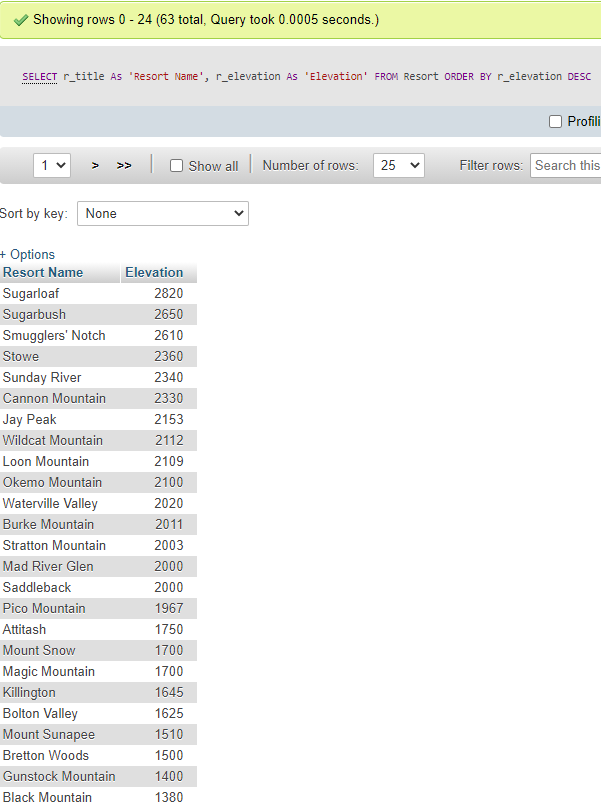 Showing rows 0 - 24 (63 total, Query took 0.0005 seconds.)
SELECT r_title As 'Resort Name', r_elevation As 'Elevation' FROM Resort ORDER BY r_elevation DESC
Profili
1 > >> Show all Number of rows: 25 Filter rows: Search this
Sort by key: None
+ Options
Resort Name Elevation
Sugarloaf 2820
Sugarbush 2650
Smugglers' Notch 2610
Stowe 2360
Sunday River 2340
Cannon Mountain 2330
Jay Peak 2153
Wildcat Mountain 2112
Loon Mountain 2109
Okemo Mountain 2100
Waterville Valley 2020
Burke Mountain 2011
Stratton Mountain 2003
Mad River Glen 2000
Saddleback 2000
Pico Mountain 1967
Attitash 1750
Mount Snow 1700
Magic Mountain 1700
Killington 1645
Bolton Valley 1625
Mount Sunapee 1510
Bretton Woods 1500
Gunstock Mountain 1400
Black Mountain 1380